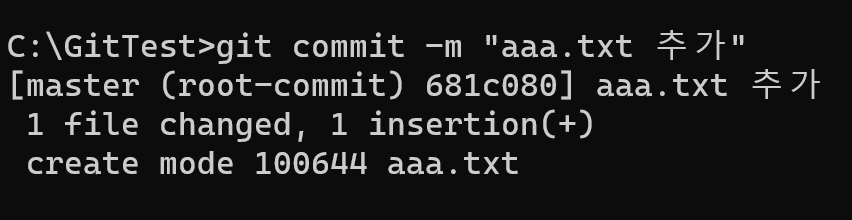 C:\GitTest>git commit -m "aaa.txt 추가"
[master (root-commit) 681c080] aaa.txt 추가
 1 file changed, 1 insertion(+)
 create mode 100644 aaa.txt